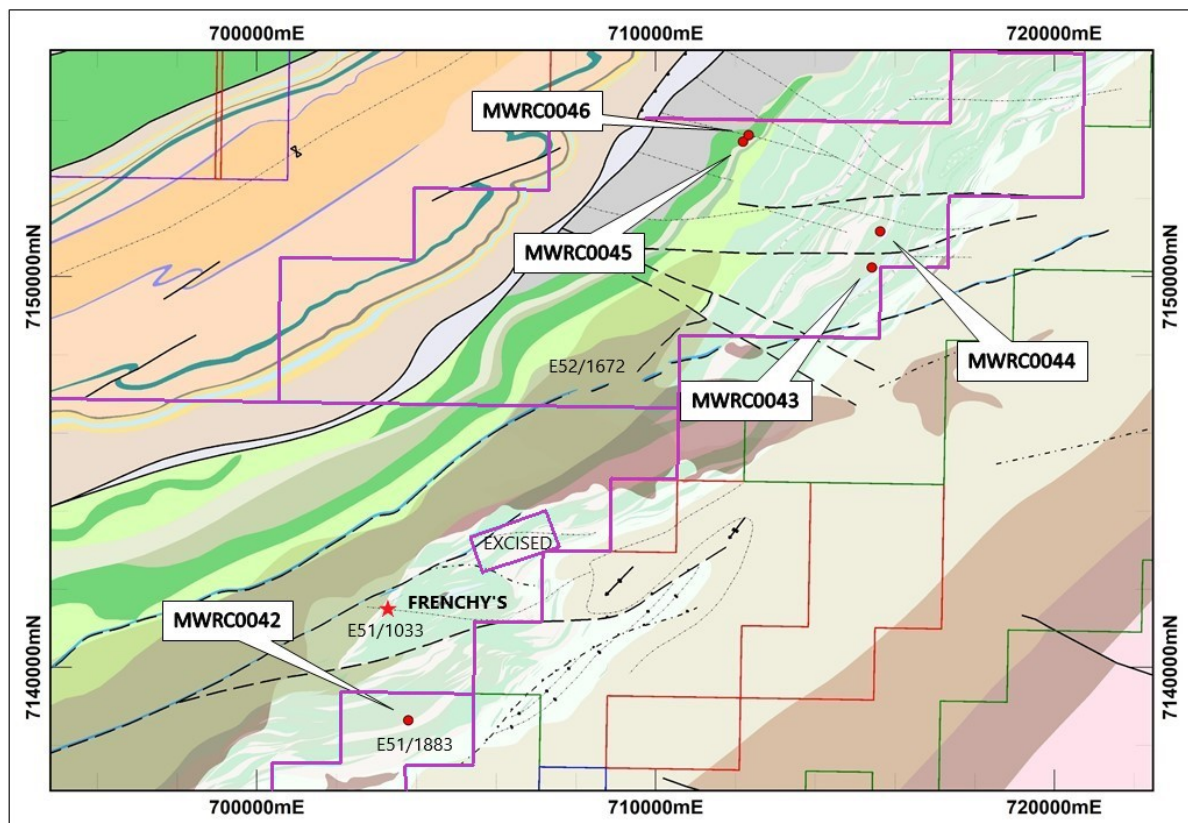 700000mE
710000mE
720000mE
MWRC0046
MWRC0045
7150000mN
7150000mN
MWRC0044
E52/1672
MWRC0043
EXCISED
FRENCHY'S
MWRC0042
E51/1033
7140000mN
7140000mN
E51/1883
700000mE
710000mE
720000mE